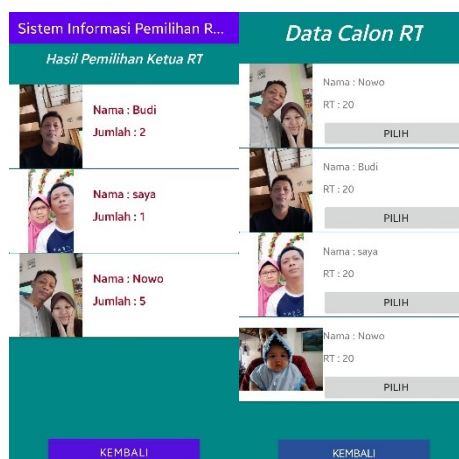 Sistem Informasi Pemilihan R...
Hasil Pemilihan Ketua RT
Nama : Budi
Jumlah : 2
Nama : saya
Jumlah : 1
Nama : Nowo
Jumlah : 5
KEMBALI
Data Calon RT
Nama : Nowo
RT : 20
PILIH
Nama : Budi
RT : 20
PILIH
Nama : saya
RT : 20
PILIH
Nama : Nowo
RT : 20
PILIH
KEMBALI